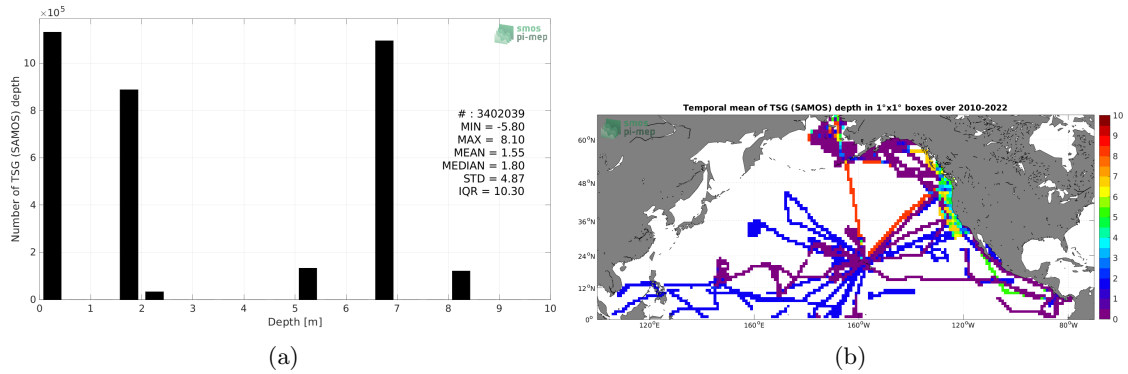 ×10⁵
smos
pi-mep
10
8
6
4
2
0
Number of TSG (SAMOS) depth
# : 3402039
MIN = -5.80
MAX = 8.10
MEAN = 1.55
MEDIAN = 1.80
STD = 4.87
IQR = 10.30
0 1 2 3 4 5 6 7 8 9 10
Depth [m]
(a)
Temporal mean of TSG (SAMOS) depth in 1°x1° boxes over 2010-2022
smos
pi-mep
60°N
48°N
36°N
24°N
12°N
0°
120°E 160°E 160°W 120°W 80°W
10
9
8
7
6
5
4
3
2
1
0
(b)